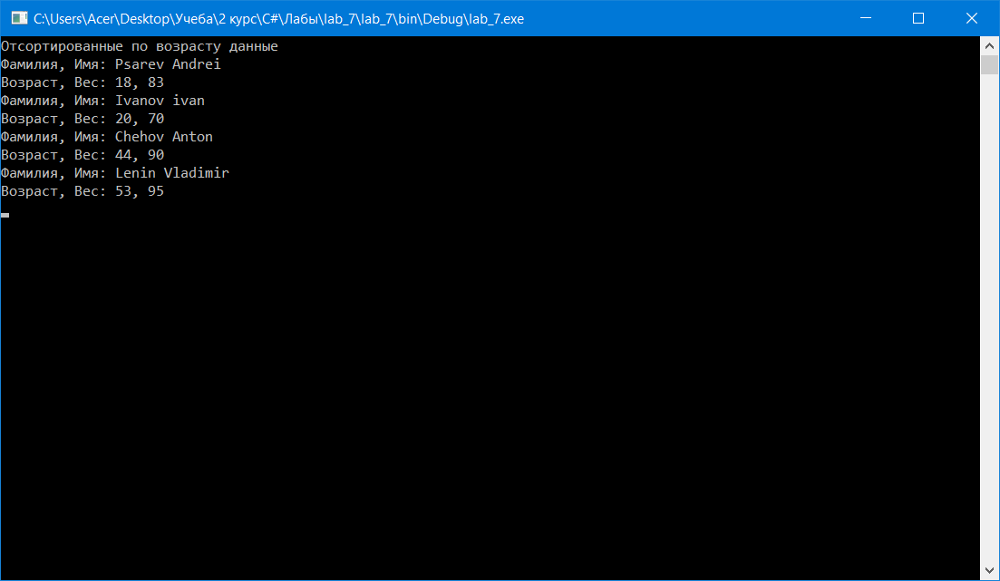 C:\Users\Acer\Desktop\Учеба\2 курс\C#\Лабы\lab_7\lab_7\bin\Debug\lab_7.exe
Отсортированные по возрасту данные
Фамилия, Имя: Psarev Andrei
Возраст, Вес: 18, 83
Фамилия, Имя: Ivanov ivan
Возраст, Вес: 20, 70
Фамилия, Имя: Chehov Anton
Возраст, Вес: 44, 90
Фамилия, Имя: Lenin Vladimir
Возраст, Вес: 53, 95